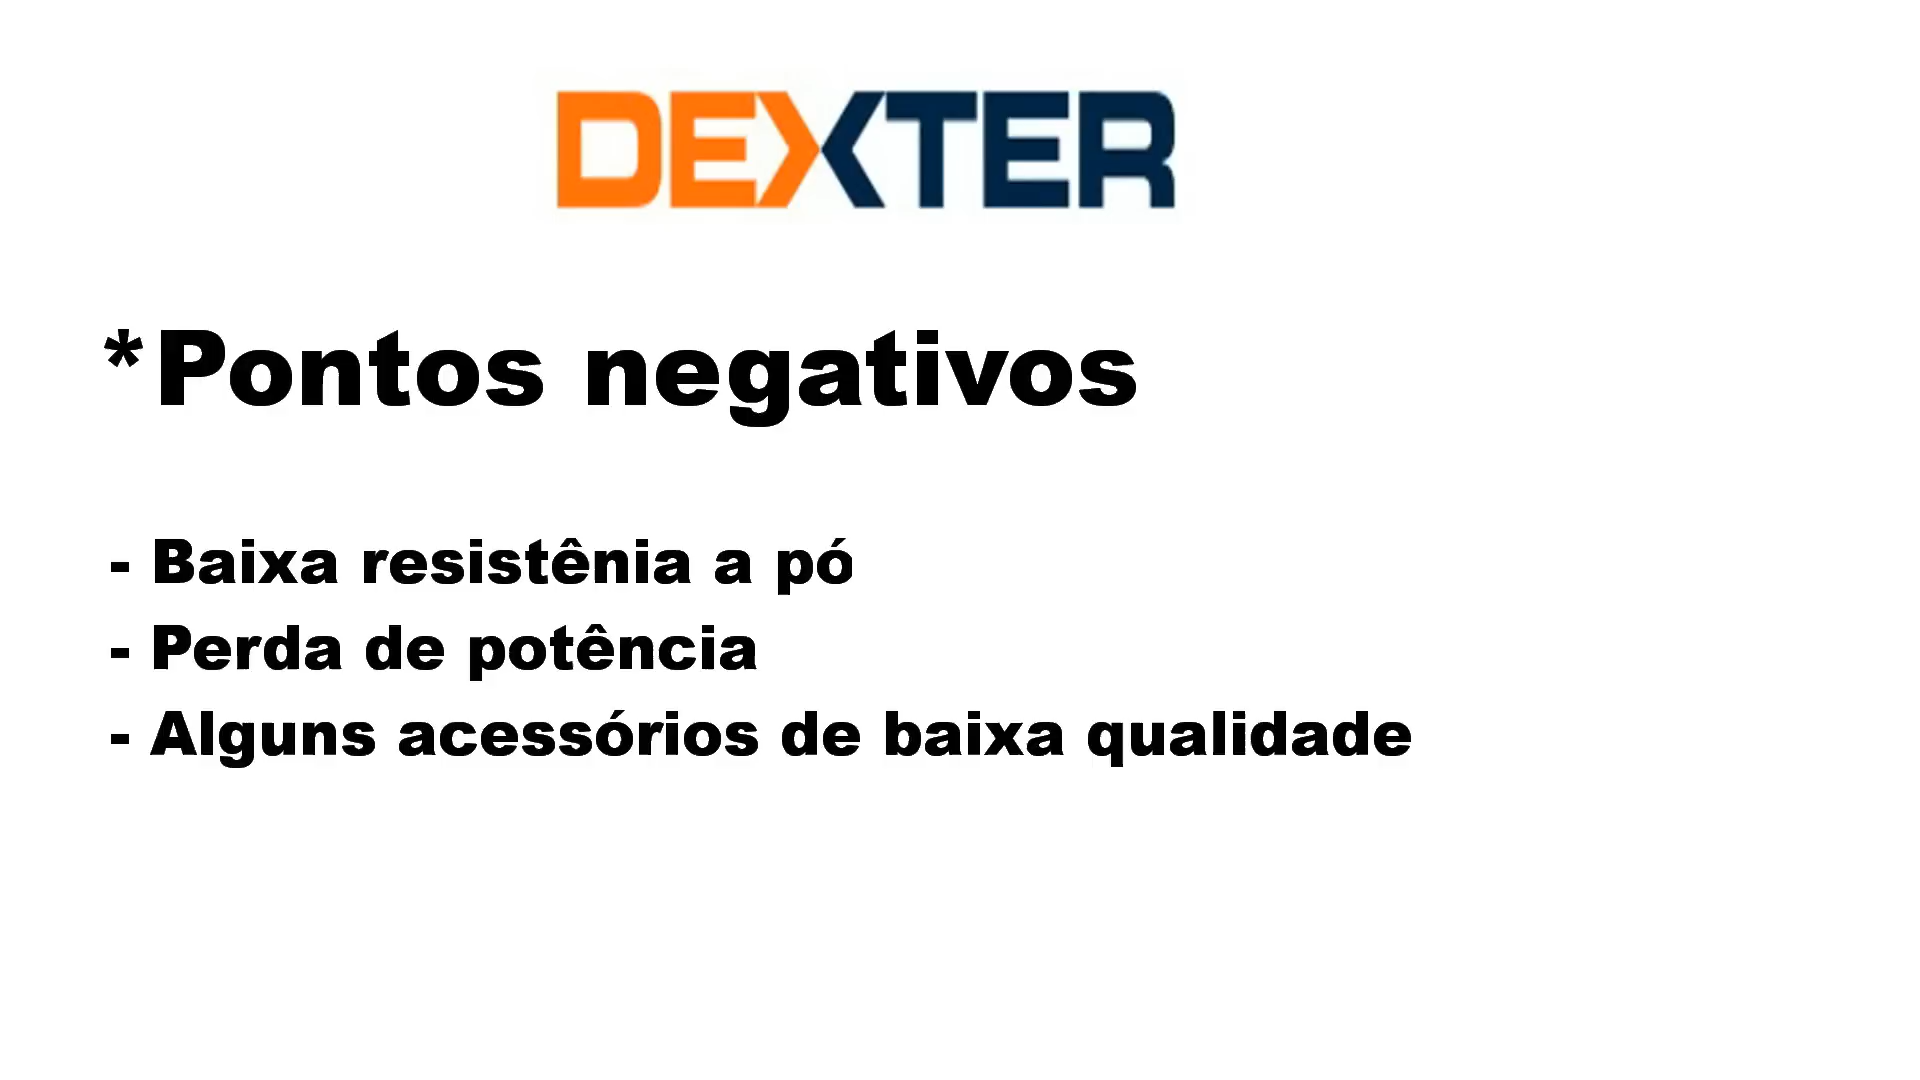 DEXTER
*Pontos negativos
- Baixa resistênia a pó
- Perda de potência
- Alguns acessórios de baixa qualidade